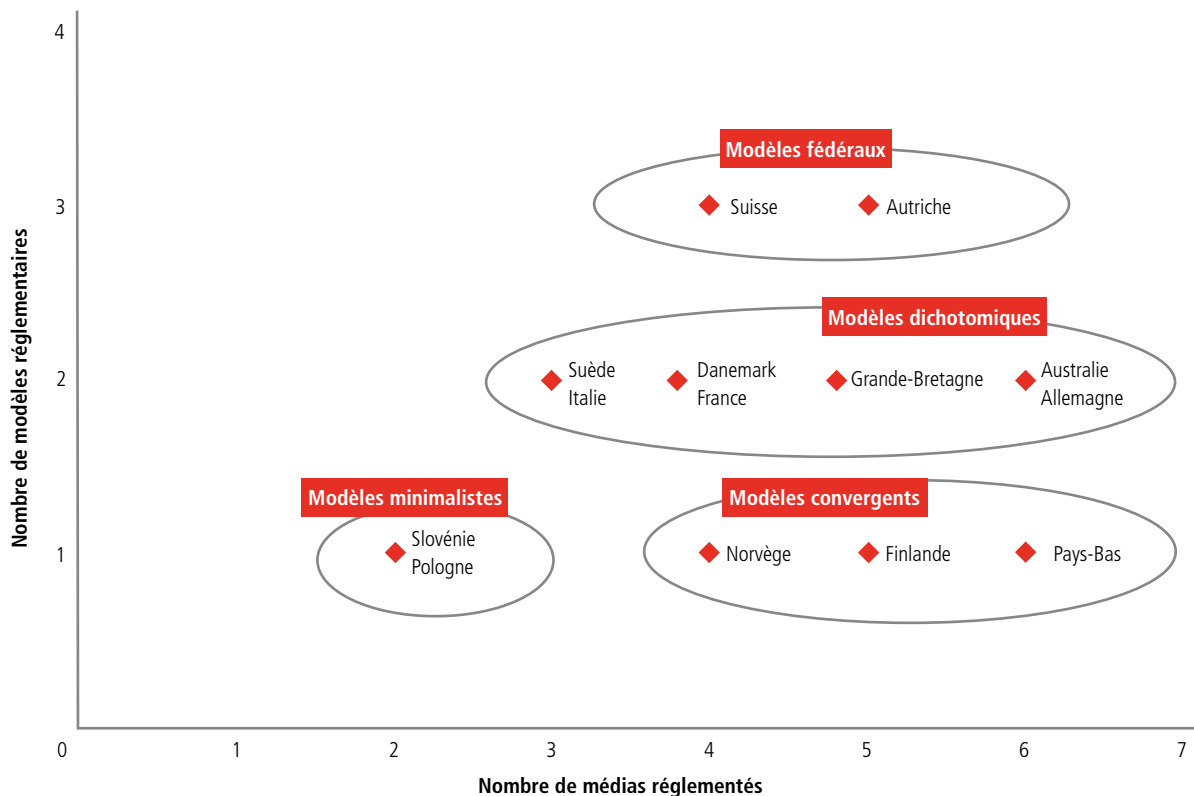 4
Modèles fédéraux
3
Suisse
Autriche
Modèles dichotomiques
2
Suède
Italie
Danemark
France
Grande-Bretagne
Australie
Allemagne
Modèles minimalistes
Modèles convergents
1
Slovénie
Pologne
Norvège
Finlande
Pays-Bas
Nombre de modèles réglementaires
0 1 2 3 4 5 6 7
Nombre de médias réglementés